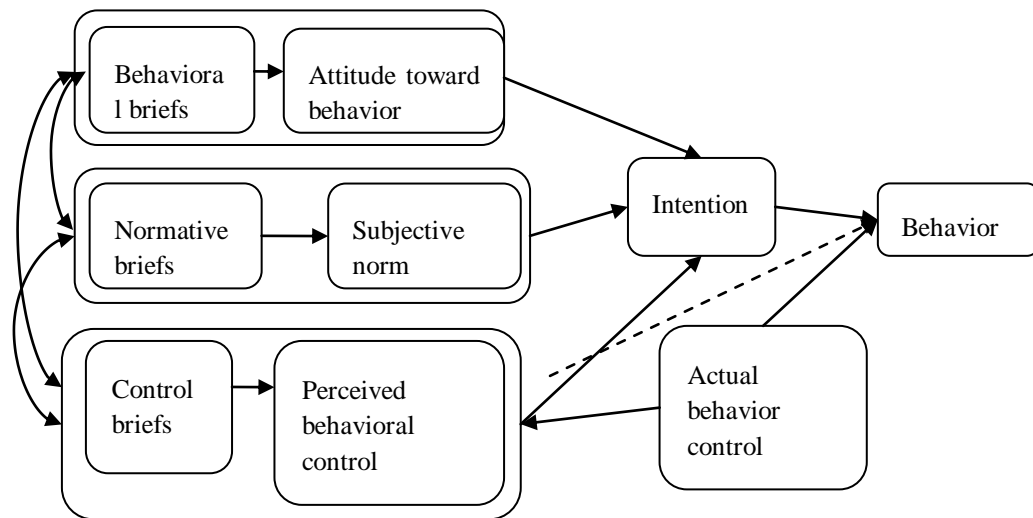 Behaviora
l briefs
Attitude toward
behavior
Normative
briefs
Subjective
norm
Intention
Behavior
Control
briefs
Perceived
behavioral
control
Actual
behavior
control